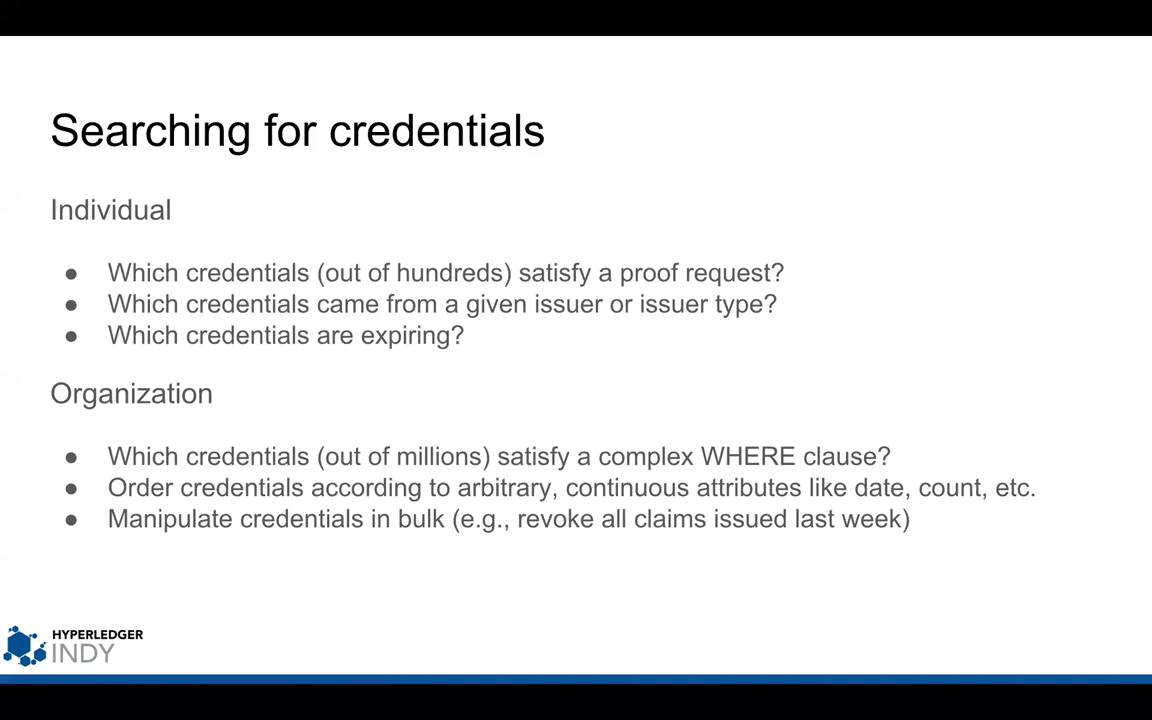 Searching for credentials
Individual
● Which credentials (out of hundreds) satisfy a proof request?
● Which credentials came from a given issuer or issuer type?
● Which credentials are expiring?
Organization
● Which credentials (out of millions) satisfy a complex WHERE clause?
● Order credentials according to arbitrary, continuous attributes like date, count, etc.
● Manipulate credentials in bulk (e.g., revoke all claims issued last week)
HYPERLEDGER
INDY